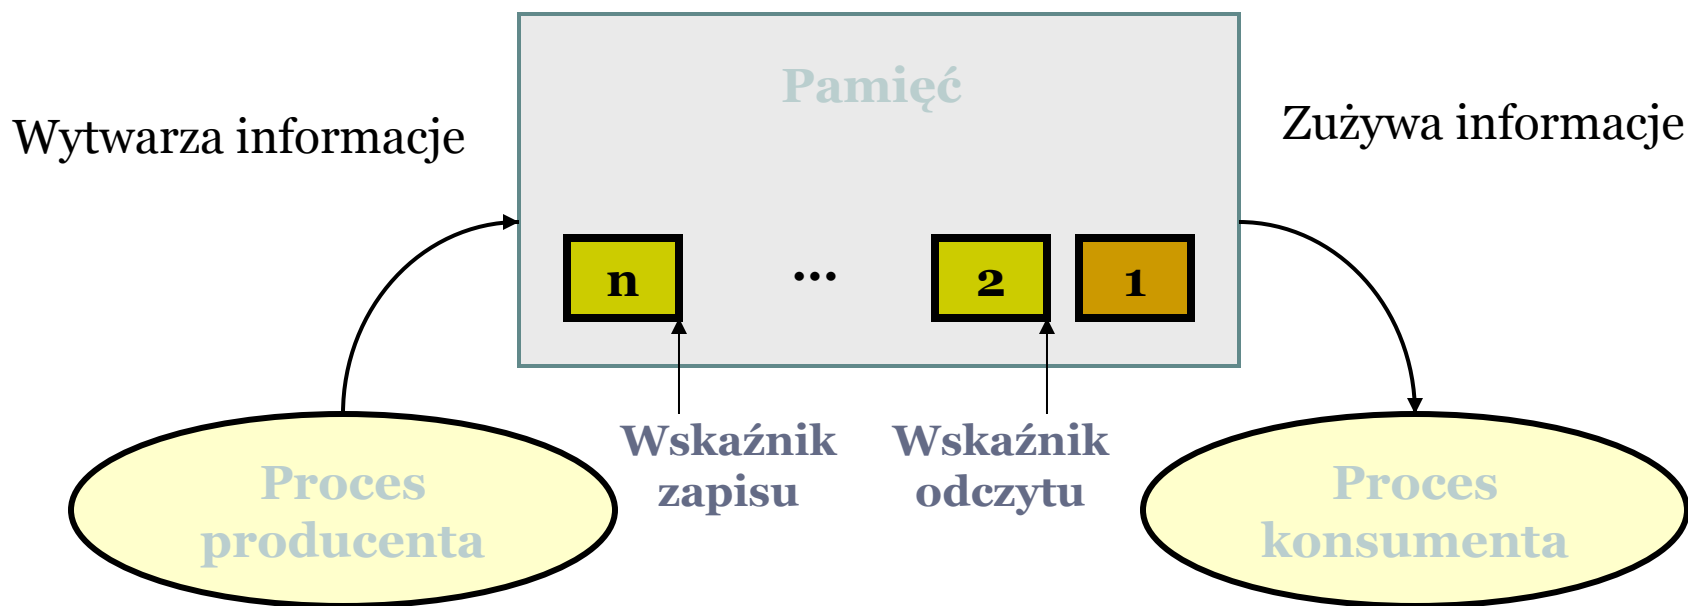 Pamięć
Wytwarza informacje
Zużywa informacje
n
...
2
1
Wskaźnik
zapisu
Wskaźnik
odczytu
Proces
producenta
Proces
konsumenta